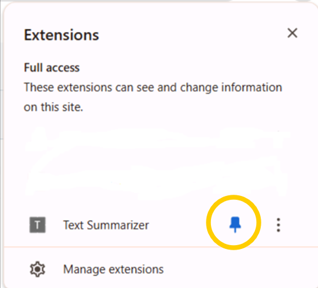 Extensions
Full access
These extensions can see and change information
on this site.
T Text Summarizer
Manage extensions